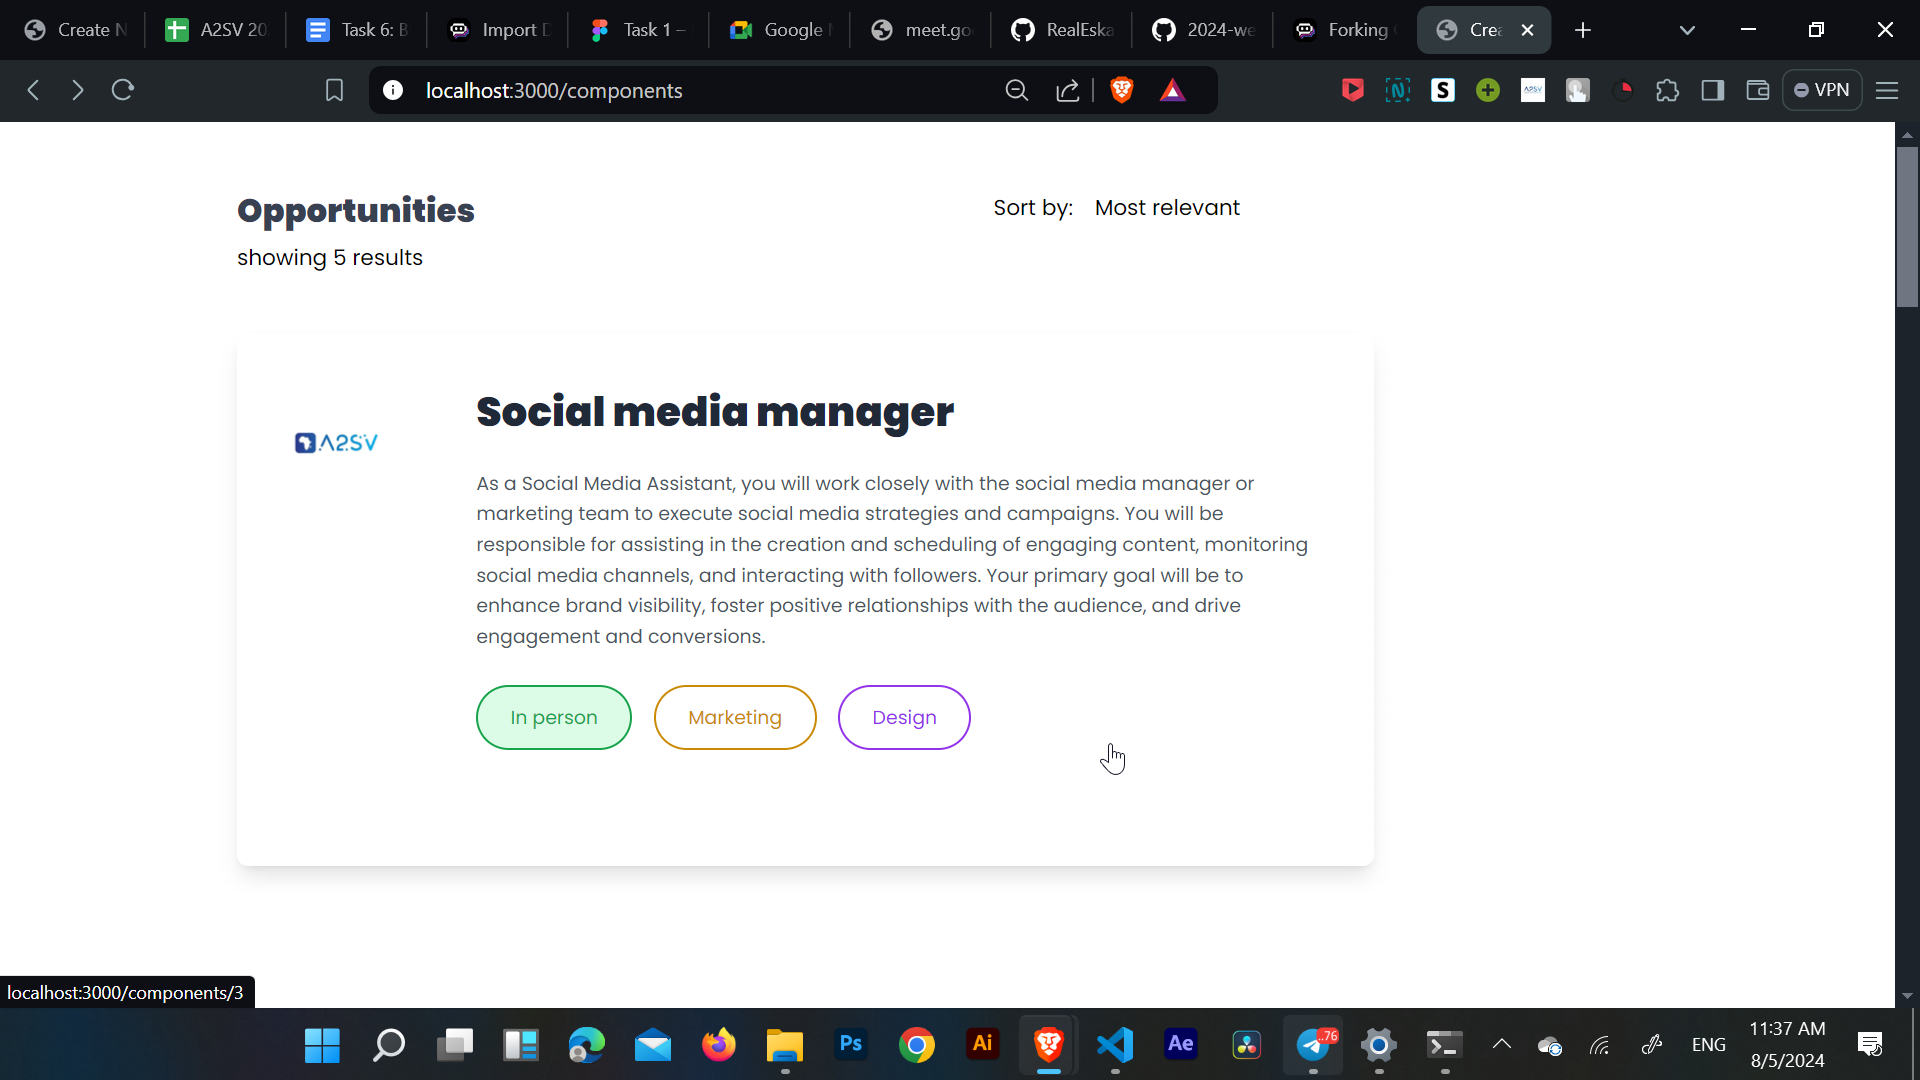 Create N
A2SV 20
Task 6: B
Import D
Task 1 –
Google M
meet.goo
RealEska
2024-we
Forking
Crea
localhost:3000/components
S
A2SV
VPN
Opportunities
Sort by: Most relevant
showing 5 results
Social media manager
A2SV
As a Social Media Assistant, you will work closely with the social media manager or
marketing team to execute social media strategies and campaigns. You will be
responsible for assisting in the creation and scheduling of engaging content, monitoring
social media channels, and interacting with followers. Your primary goal will be to
enhance brand visibility, foster positive relationships with the audience, and drive
engagement and conversions.
In person
Marketing
Design
localhost:3000/components/3
Ps
Ai
Ae
..76
ENG
11:37 AM
8/5/2024